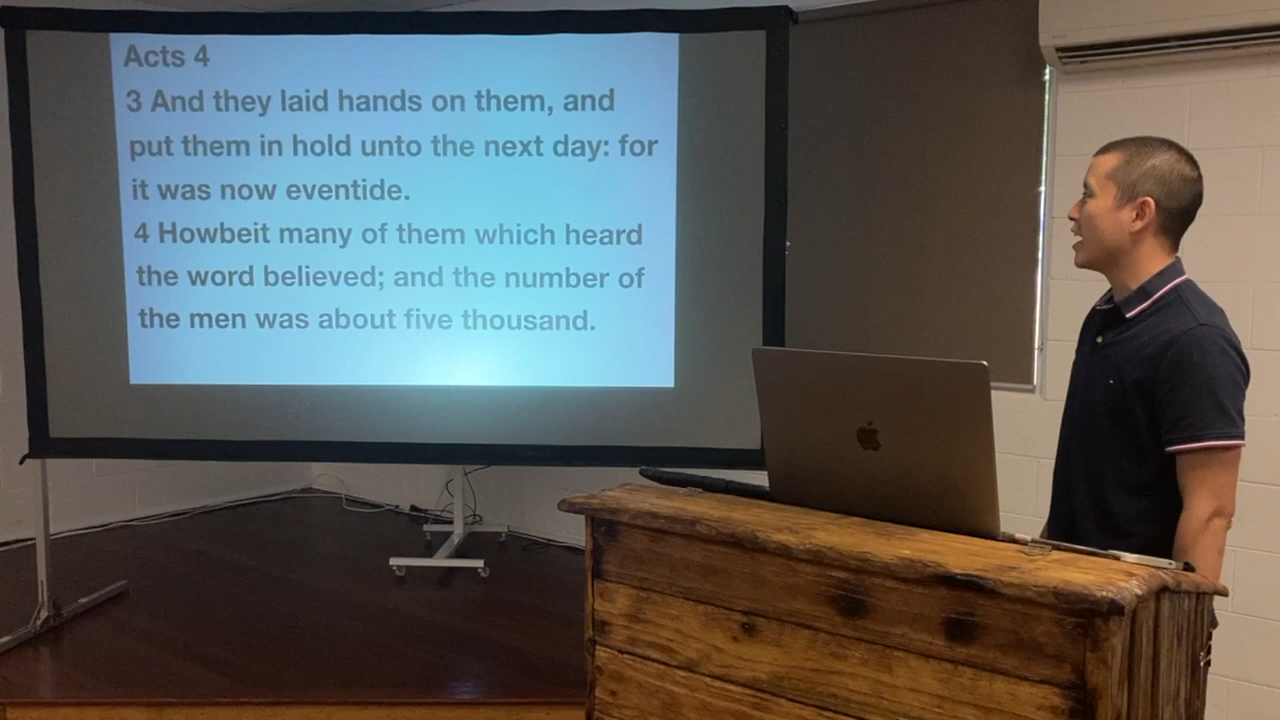 Acts 4
3 And they laid hands on them, and
put them in hold unto the next day: for
it was now eventide.
4 Howbeit many of them which heard
the word believed; and the number of
the men was about five thousand.